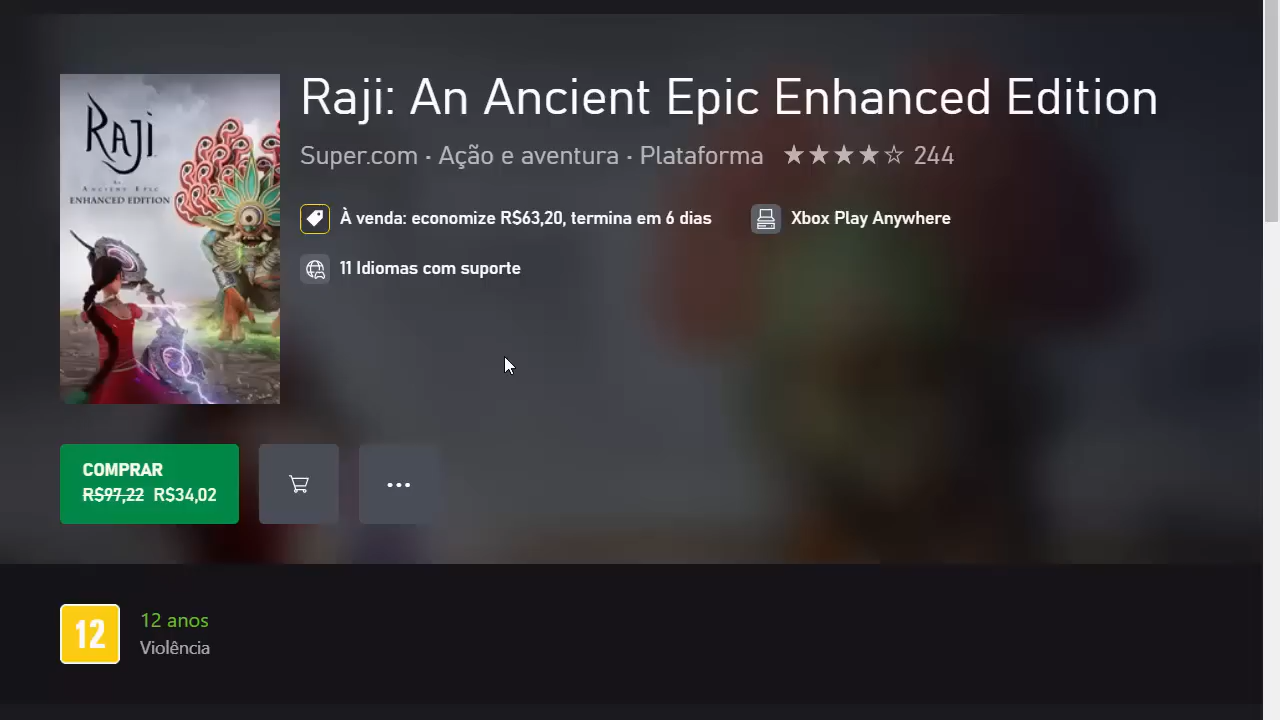 RAJI
AN
ANCIENT EPIC
ENHANCED EDITION
Raji: An Ancient Epic Enhanced Edition
Super.com · Ação e aventura · Plataforma ★★★★☆ 244
À venda: economize R$63,20, termina em 6 dias
Xbox Play Anywhere
11 Idiomas com suporte
COMPRAR
R$97,22 R$34,02
12
12 anos
Violência